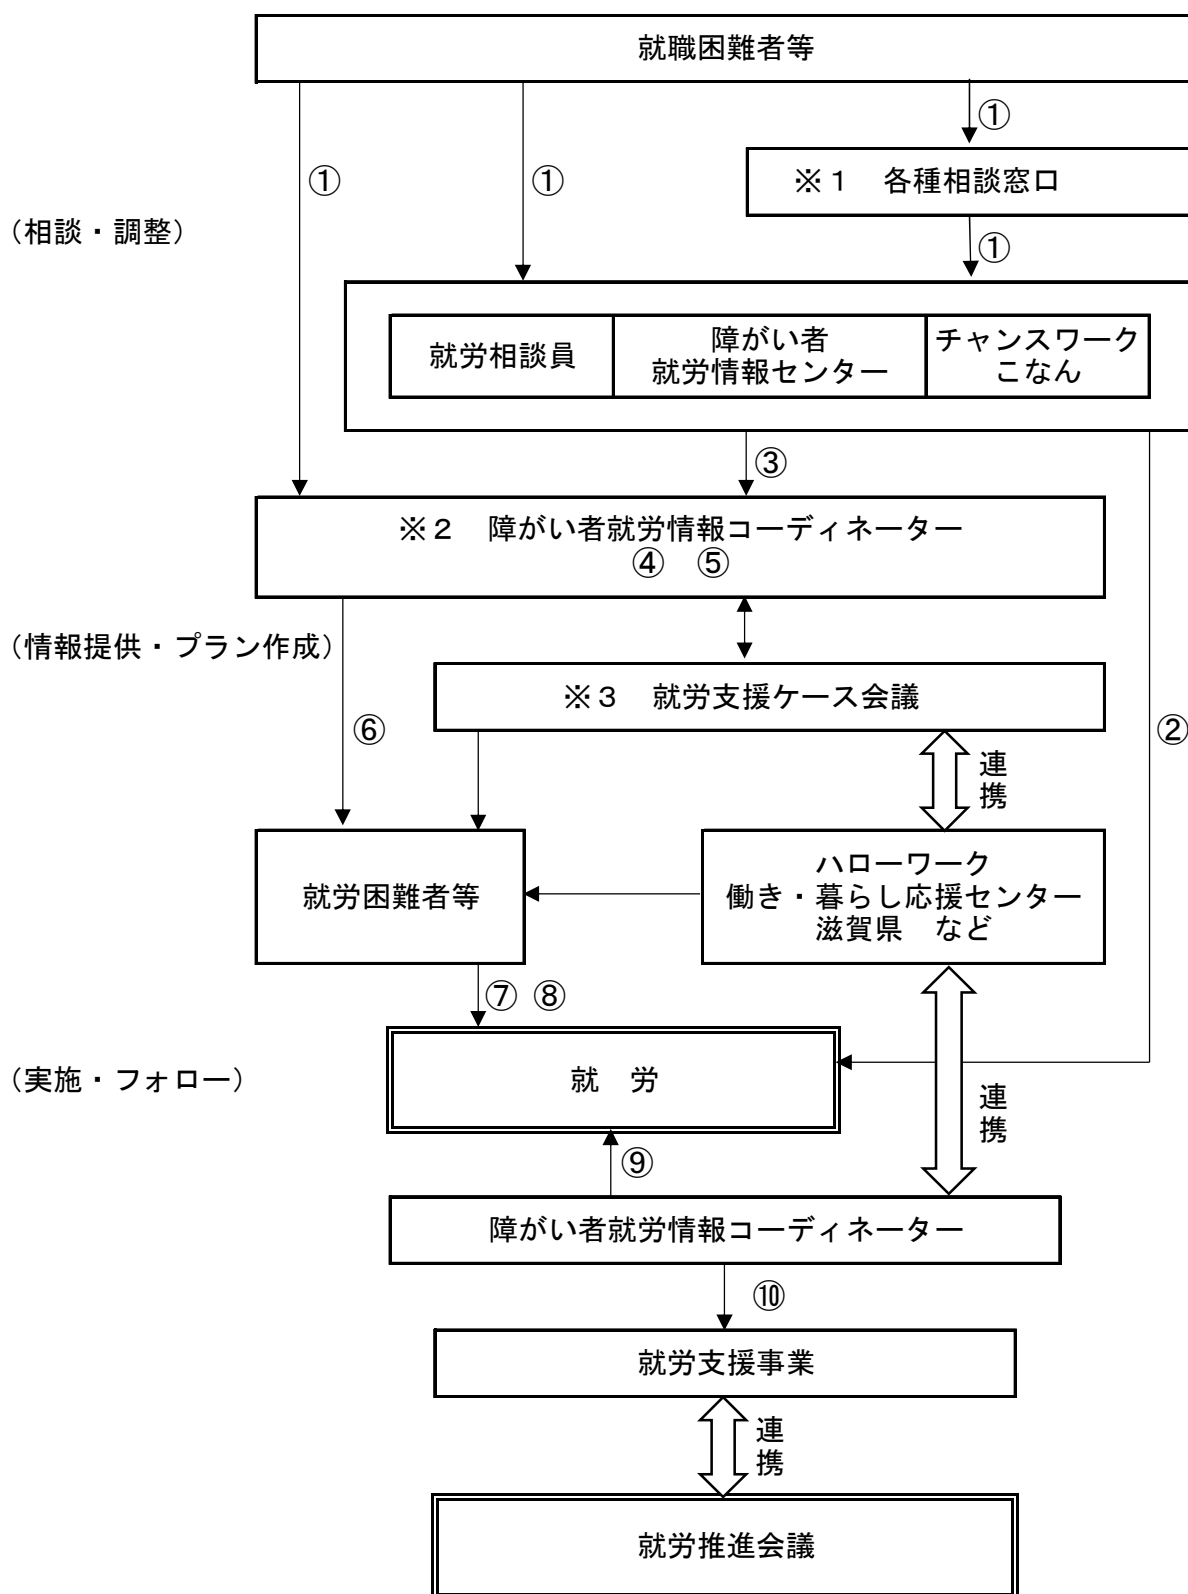 就職困難者等
①
※１　各種相談窓口
①
①
（相談・調整）
①
就労相談員
障がい者
就労情報センター
チャンスワーク
こなん
③
※２　障がい者就労情報コーディネーター
④　⑤
（情報提供・プラン作成）
※３　就労支援ケース会議
⑥
②
連携
就労困難者等
ハローワーク
働き・暮らし応援センター
滋賀県　など
⑦ ⑧
（実施・フォロー）
就　労
連携
⑨
障がい者就労情報コーディネーター
⑩
就労支援事業
連携
就労推進会議